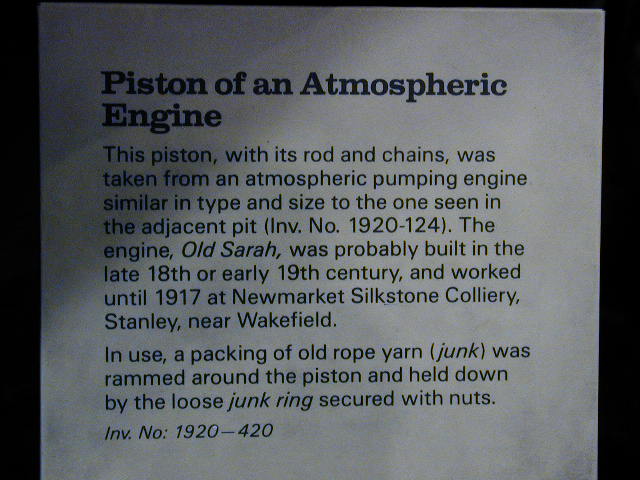 Piston of an Atmospheric
Engine
This piston, with its rod and chains, was
taken from an atmospheric pumping engine
similar in type and size to the one seen in
the adjacent pit (Inv. No. 1920-124). The
engine, Old Sarah, was probably built in the
late 18th or early 19th century, and worked
until 1917 at Newmarket Silkstone Colliery,
Stanley, near Wakefield.
In use, a packing of old rope yarn (junk) was
rammed around the piston and held down
by the loose junk ring secured with nuts.
Inv. No: 1920–420